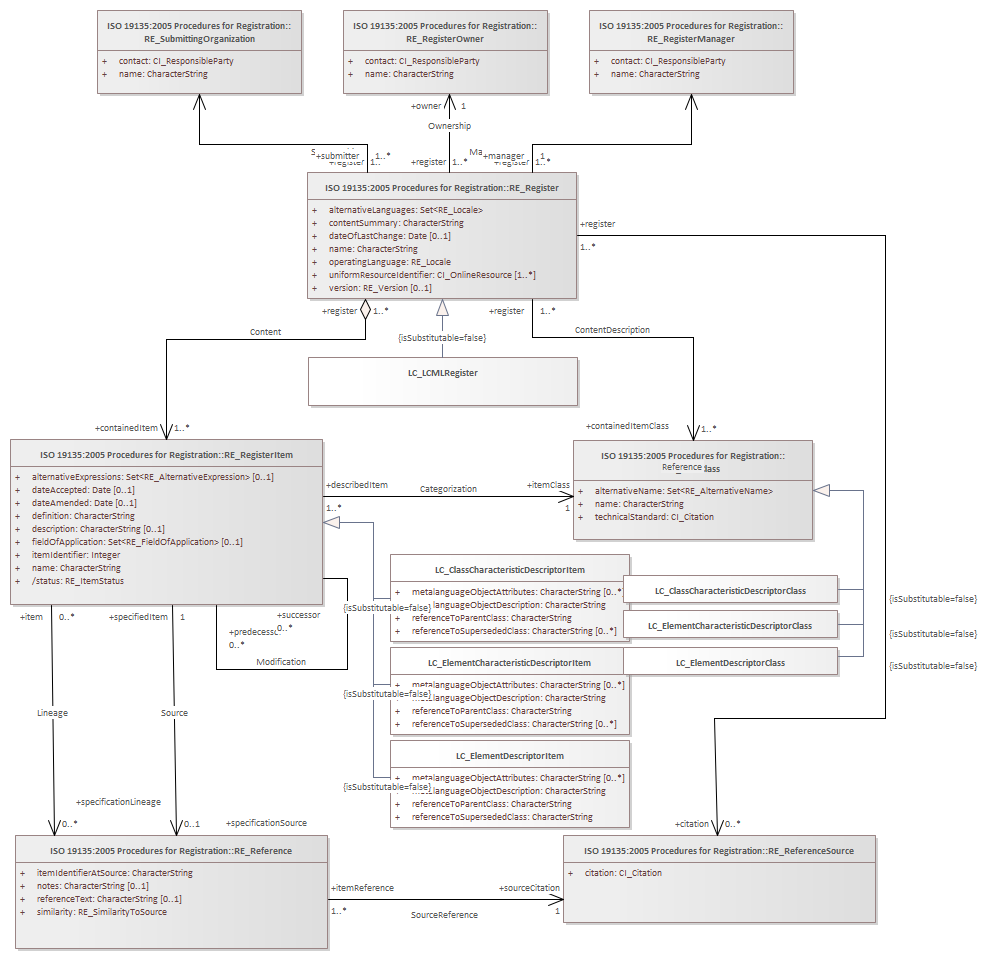 ISO 19135:2005 Procedures for Registration::
RE_SubmittingOrganization
+ contact: CI_ResponsibleParty
+ name: CharacterString
ISO 19135:2005 Procedures for Registration::
RE_RegisterOwner
+ contact: CI_ResponsibleParty
+ name: CharacterString
ISO 19135:2005 Procedures for Registration::
RE_RegisterManager
+ contact: CI_ResponsibleParty
+ name: CharacterString
+owner 1
Ownership
+submitter 1..*
+register 1..
+register 1..*
Ma
+manager 1
+register 1..*
ISO 19135:2005 Procedures for Registration::RE_Register
+ alternativeLanguages: Set<RE_Locale>
+ contentSummary: CharacterString
+ dateOfLastChange: Date [0..1]
+ name: CharacterString
+ operatingLanguage: RE_Locale
+ uniformResourceIdentifier: CI_OnlineResource [1..*]
+ version: RE_Version [0..1]
+register
1..*
+register 1..*
+register 1..*
Content
{isSubstitutable=false}
ContentDescription
LC_LCMLRegister
+containedItem 1..*
+containedItemClass 1..*
ISO 19135:2005 Procedures for Registration::RE_RegisterItem
+ alternativeExpressions: Set<RE_AlternativeExpression> [0..1]
+ dateAccepted: Date [0..1]
+ dateAmended: Date [0..1]
+ definition: CharacterString
+ description: CharacterString [0..1]
+ fieldOfApplication: Set<RE_FieldOfApplication> [0..1]
+ itemIdentifier: Integer
+ name: CharacterString
+ /status: RE_ItemStatus
ISO 19135:2005 Procedures for Registration::
Reference
lass
+ alternativeName: Set<RE_AlternativeName>
+ name: CharacterString
+ technicalStandard: CI_Citation
+describedItem
1..*
Categorization
+itemClass
1
LC_ClassCharacteristicDescriptorItem
+ metalanguageObjectAttributes: CharacterString [0..*
languageObjectDescription: CharacterString
+ referenceToParentClass: CharacterString
+ referenceToSupersededClass: CharacterString [0..*]
{isSubstitutable=false}
LC_ClassCharacteristicDescriptorClass
LC_ElementCharacteristicDescriptorClass
LC_ElementDescriptorClass
{isSubstitutable=false}
{isSubstitutable=false}
{isSubstitutable=false}
LC_ElementCharacteristicDescriptorItem
+ metalanguageObjectAttributes: CharacterString [0..*]
languageObjectDescription: CharacterString
+ referenceToParentClass: CharacterString
+ referenceToSupersededClass: CharacterString [0..*]
{isSubstitutable=false}
LC_ElementDescriptorItem
+ metalanguageObjectAttributes: CharacterString [0..*]
languageObjectDescription: CharacterString
+ referenceToParentClass: CharacterString
+ referenceToSupersededClass: CharacterString
{isSubstitutable=false}
+item 0..*
+specifiedItem 1
+successor
0..*
+predecesso
0..*
Modification
Lineage
Source
+specificationLineage
0..*
0..1
+specificationSource
+citation 0..*
ISO 19135:2005 Procedures for Registration::RE_Reference
+ itemIdentifierAtSource: CharacterString
+ notes: CharacterString [0..1]
+ referenceText: CharacterString [0..1]
+ similarity: RE_SimilarityToSource
+itemReference
1..*
SourceReference
+sourceCitation
1
ISO 19135:2005 Procedures for Registration::RE_ReferenceSource
+ citation: CI_Citation